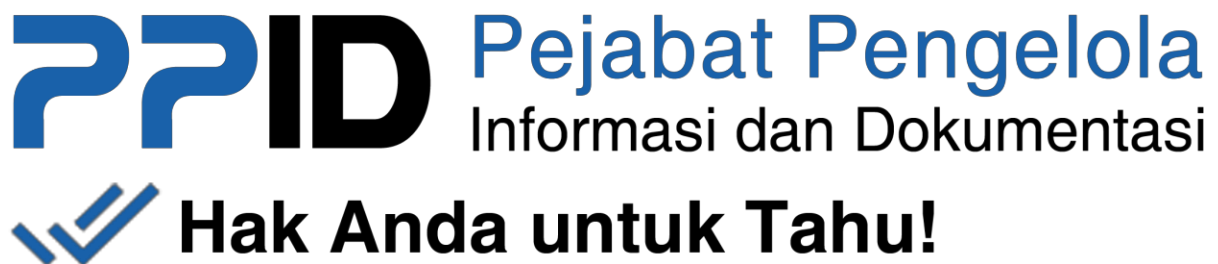 PPID Pejabat Pengelola
Informasi dan Dokumentasi
Hak Anda untuk Tahu!